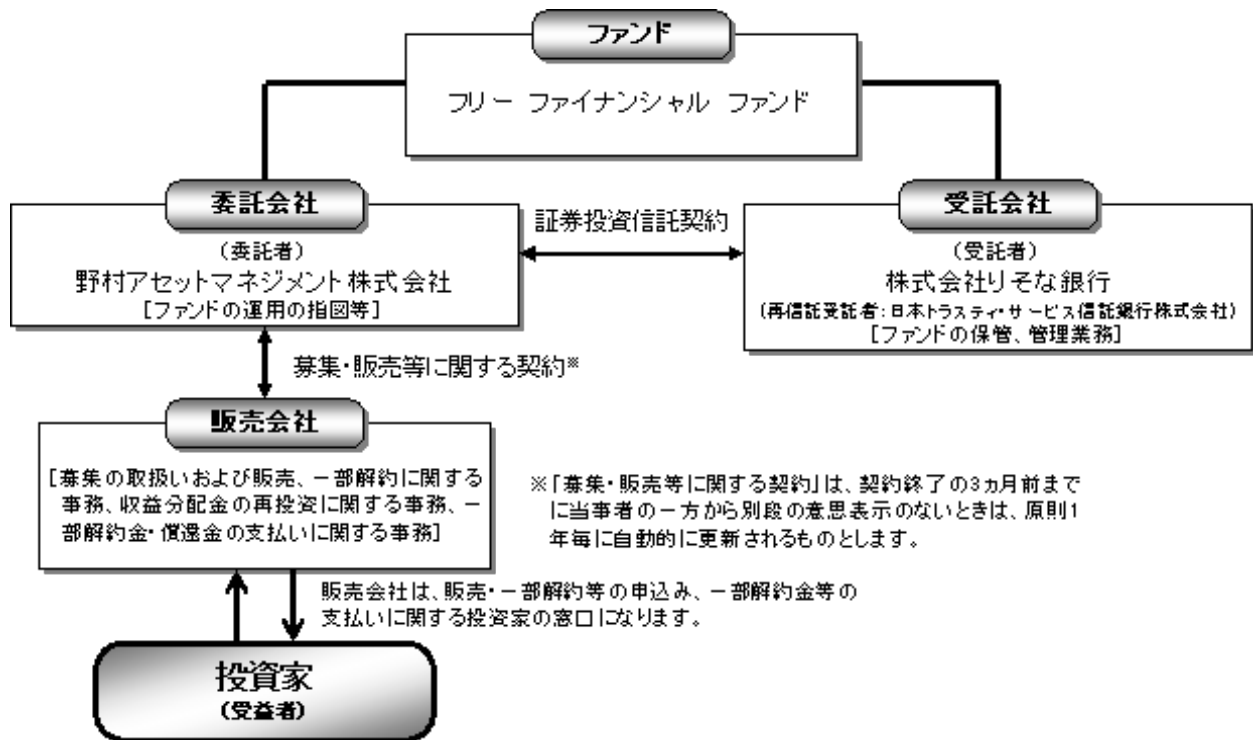 ファンド
フリー ファイナンシャル ファンド
委託会社
(委託者)
野村アセットマネジメント株式会社
[ファンドの運用の指図等]
証券投資信託契約
受託会社
(受託者)
株式会社りそな銀行
(再信託受託者:日本トラスティ・サービス信託銀行株式会社)
[ファンドの保管、管理業務]
募集・販売等に関する契約※
販売会社
[募集の取扱いおよび販売、一部解約に関する
事務、収益分配金の再投資に関する事務、一
部解約金・償還金の支払いに関する事務]
※「募集・販売等に関する契約」は、契約終了の3ヵ月前まで
に当事者の一方から別段の意思表示のないときは、原則1
年毎に自動的に更新されるものとします。
販売会社は、販売・一部解約等の申込み、一部解約金等の
支払いに関する投資家の窓口になります。
投資家
(受益者)